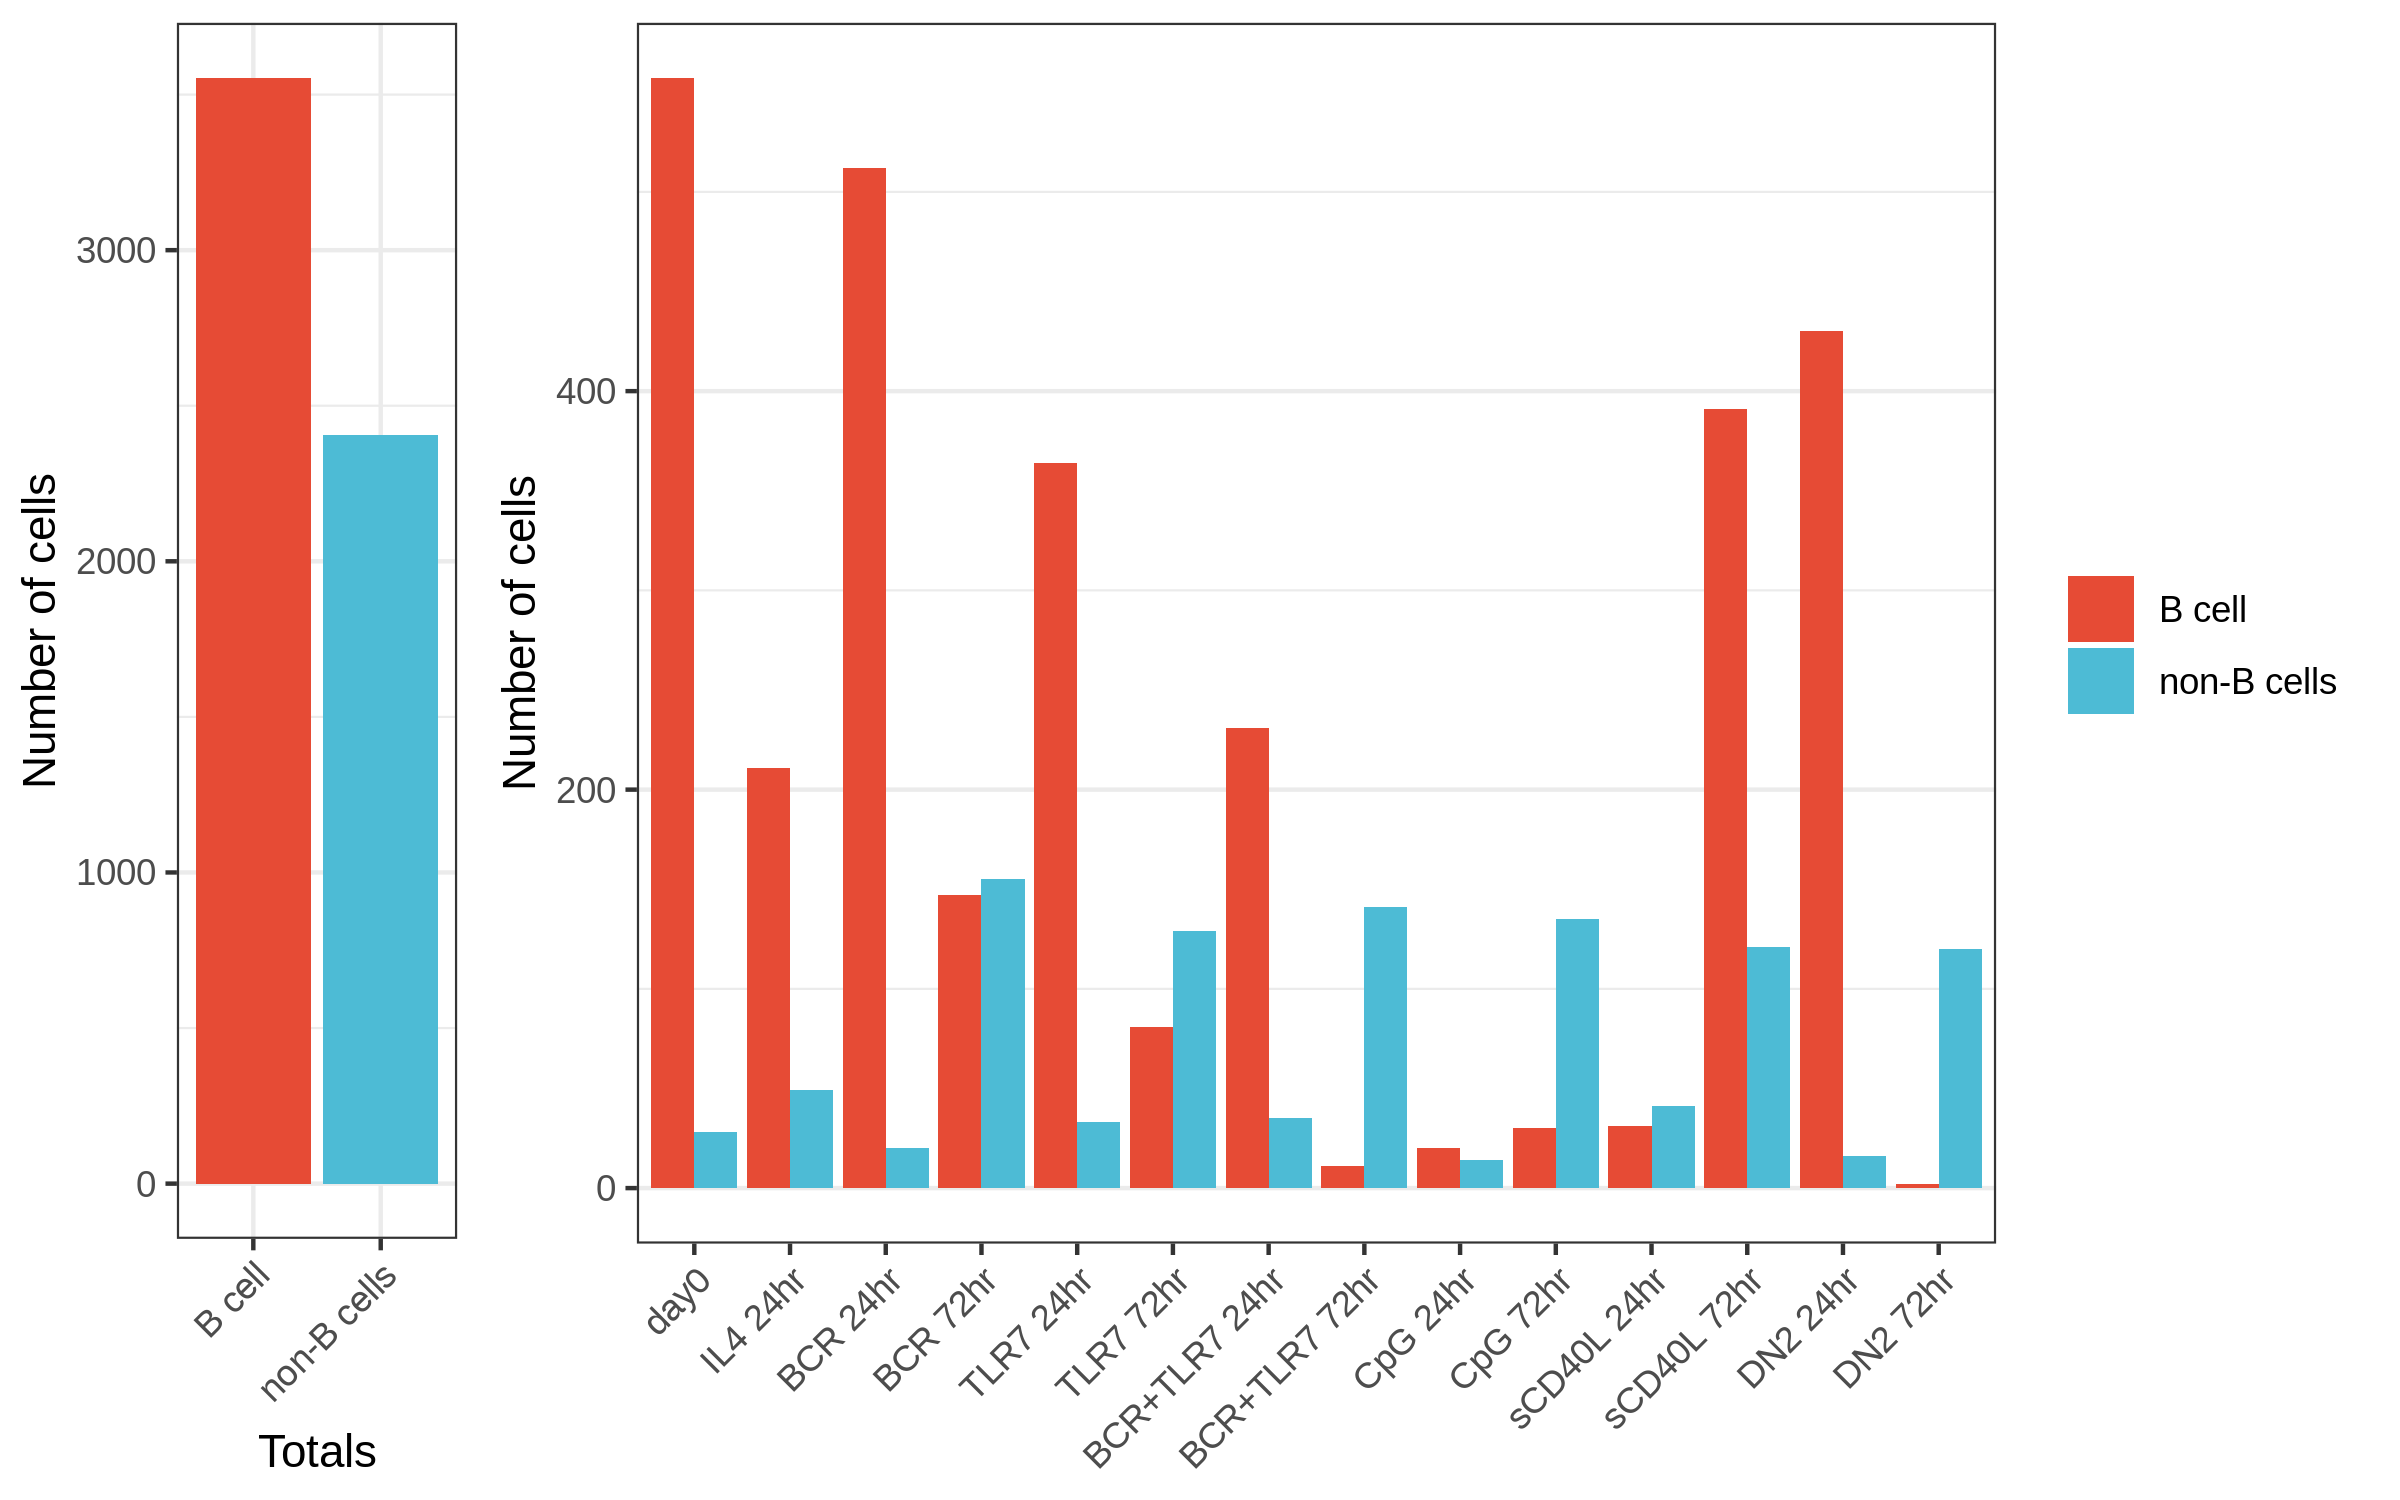 Number of cells
3000
2000
1000
0
B cell
non-B cells
Totals
Number of cells
400
200
0
day0
IL4 24hr
BCR 24hr
BCR 72hr
TLR7 24hr
TLR7 72hr
BCR+TLR7 24hr
BCR+TLR7 72hr
CpG 24hr
CpG 72hr
sCD40L 24hr
sCD40L 72hr
DN2 24hr
DN2 72hr
B cell
non-B cells